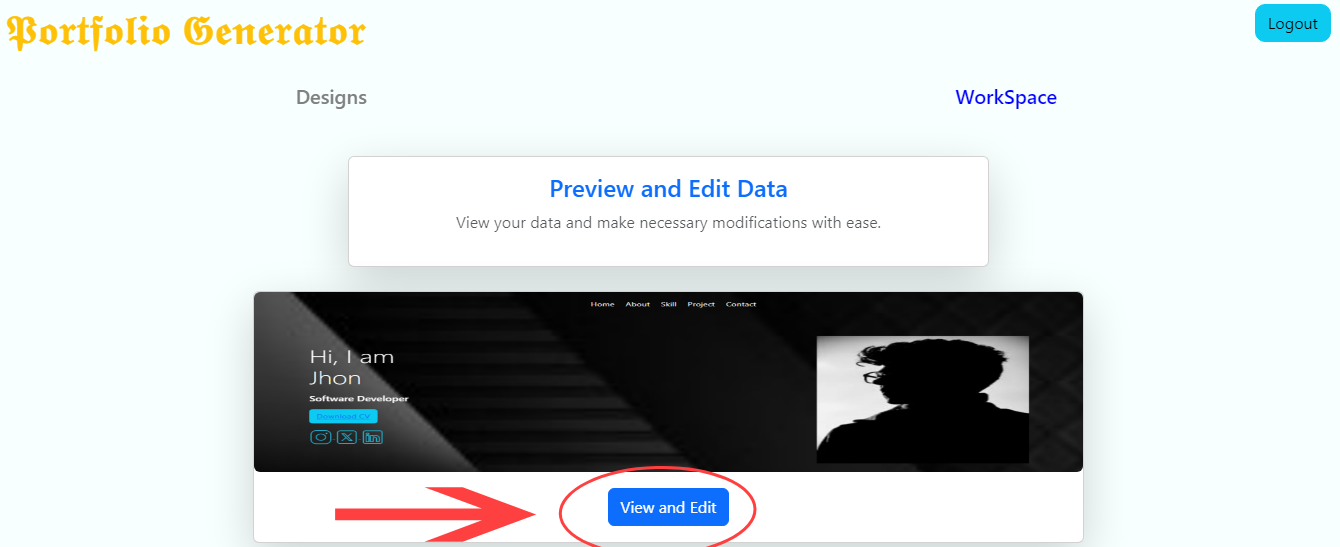 Portfolio Generator
Logout
Designs
WorkSpace
Preview and Edit Data
View your data and make necessary modifications with ease.
Home About Skill Project Contact
Hi, I am
Jhon
Software Developer
Download CV
View and Edit